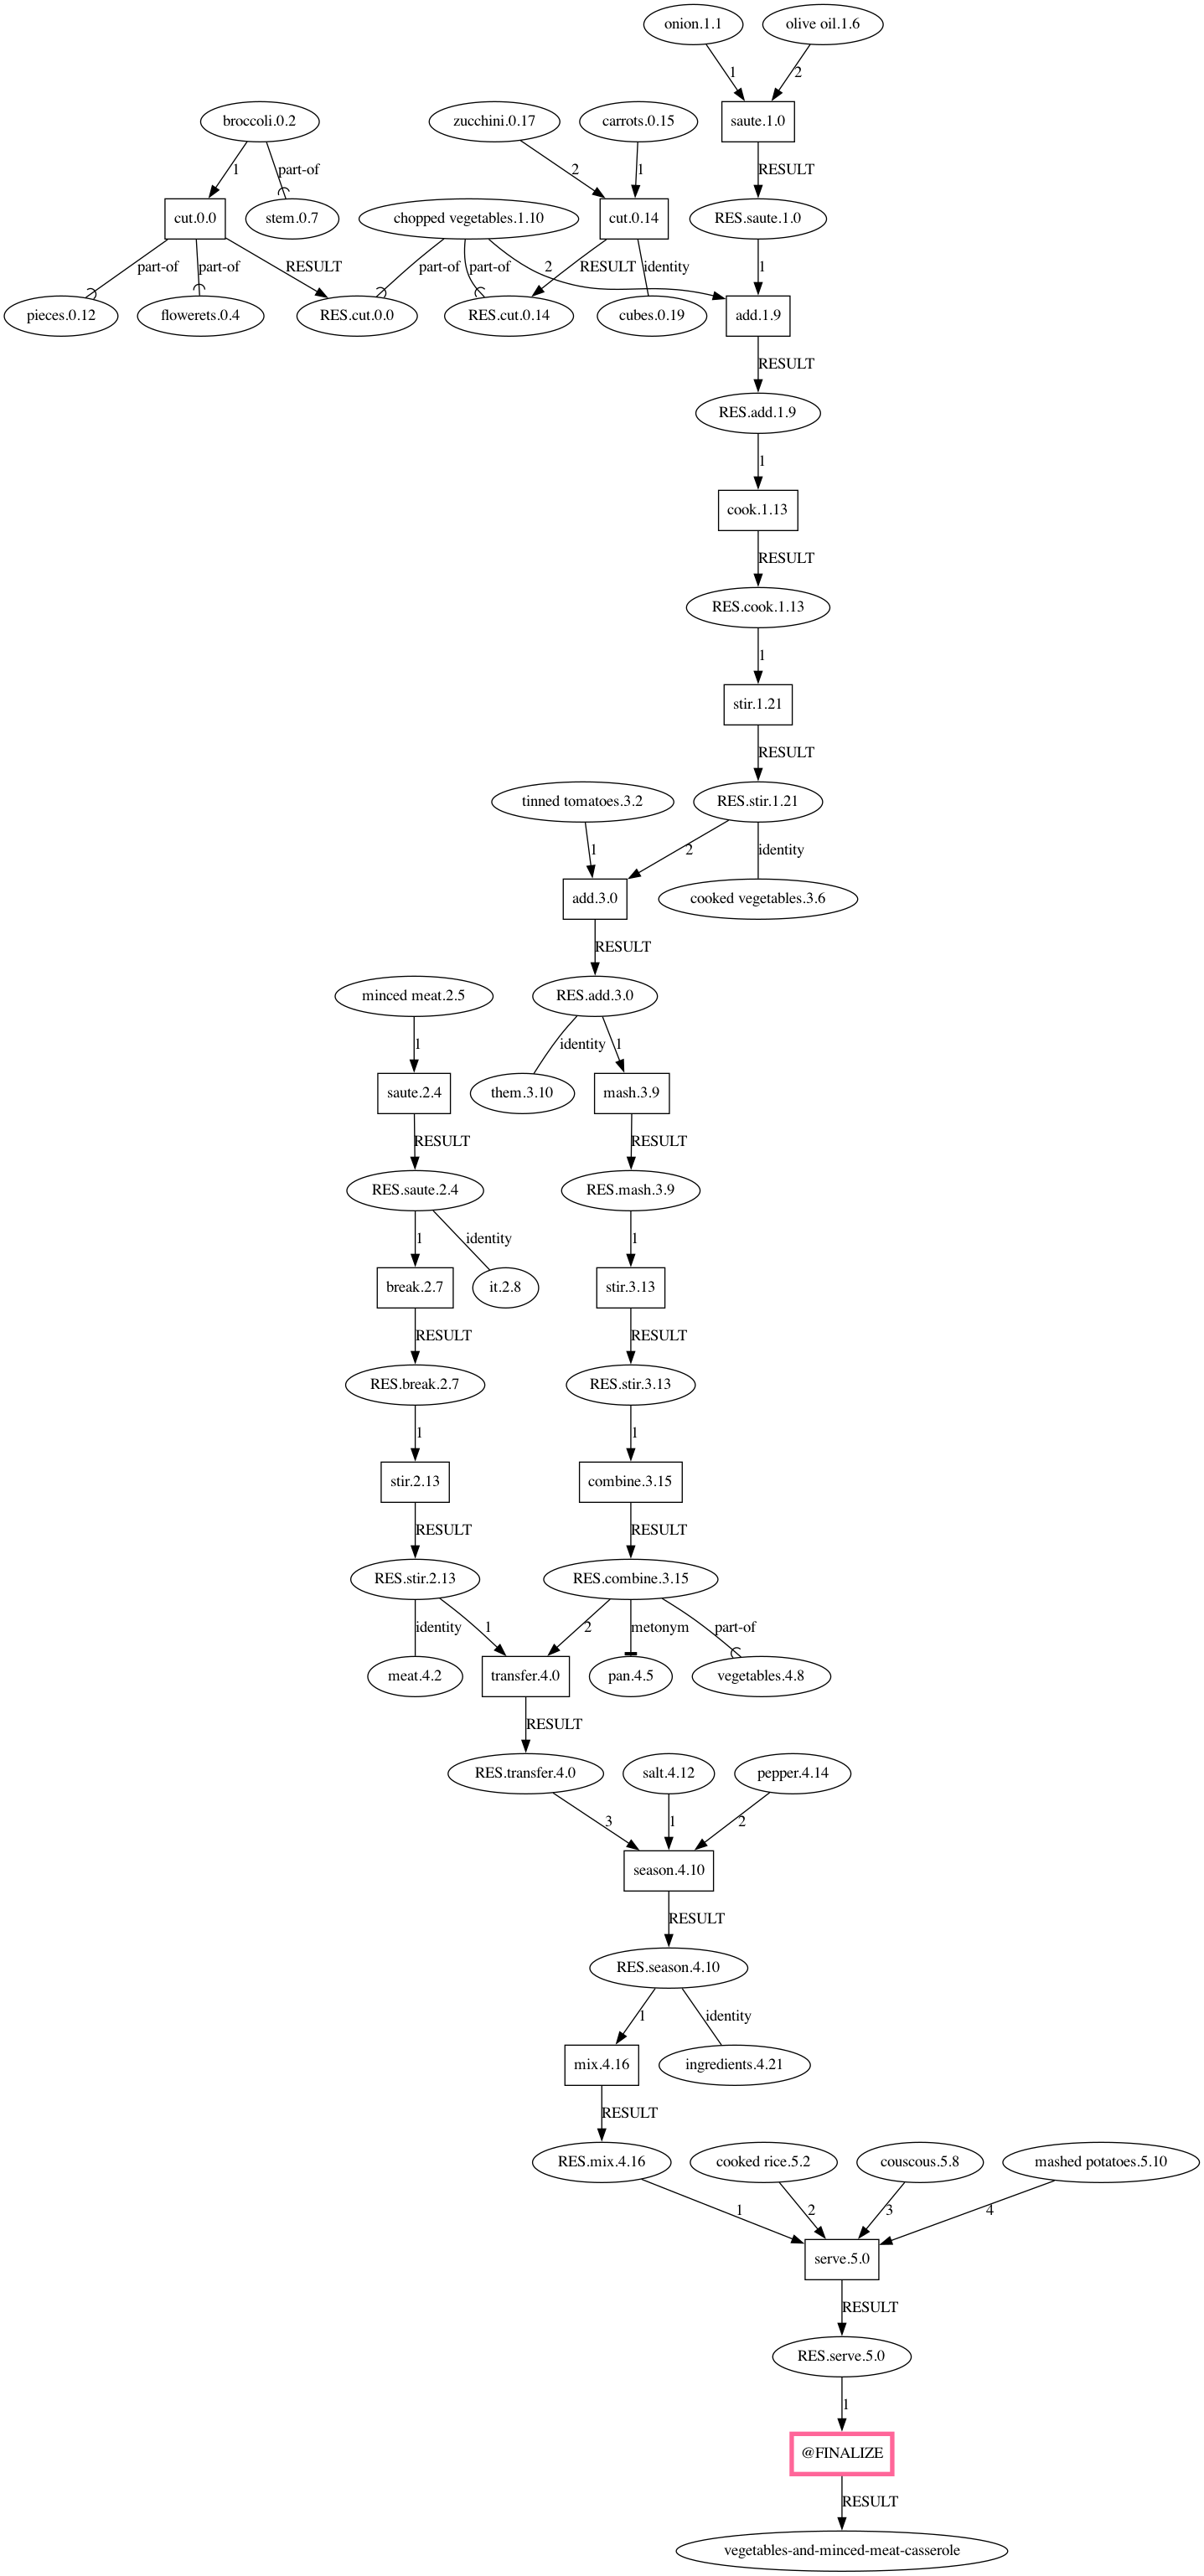 onion.1.1 olive oil.1.6
1 2
broccoli.0.2 zucchini.0.17 carrots.0.15 saute.1.0
1 part-of 2 1 RESULT
cut.0.0 stem.0.7 chopped vegetables.1.10 cut.0.14 RES.saute.1.0
part-of part-of RESULT part-of part-of 2 RESULT identity 1
pieces.0.12 flowerets.0.4 RES.cut.0.0 RES.cut.0.14 cubes.0.19 add.1.9
RESULT
RES.add.1.9
1
cook.1.13
RESULT
RES.cook.1.13
1
stir.1.21
RESULT
tinned tomatoes.3.2 RES.stir.1.21
1 2 identity
add.3.0 cooked vegetables.3.6
RESULT
minced meat.2.5 RES.add.3.0
1 identity 1
saute.2.4 them.3.10 mash.3.9
RESULT RESULT
RES.saute.2.4 RES.mash.3.9
1 identity 1
break.2.7 it.2.8 stir.3.13
RESULT RESULT
RES.break.2.7 RES.stir.3.13
1 1
stir.2.13 combine.3.15
RESULT RESULT
RES.stir.2.13 RES.combine.3.15
identity 1 2 metonym part-of
meat.4.2 transfer.4.0 pan.4.5 vegetables.4.8
RESULT
RES.transfer.4.0 salt.4.12 pepper.4.14
3 1 2
season.4.10
RESULT
RES.season.4.10
1 identity
mix.4.16 ingredients.4.21
RESULT
RES.mix.4.16 cooked rice.5.2 couscous.5.8 mashed potatoes.5.10
1 2 3 4
serve.5.0
RESULT
RES.serve.5.0
1
@FINALIZE
RESULT
vegetables-and-minced-meat-casserole